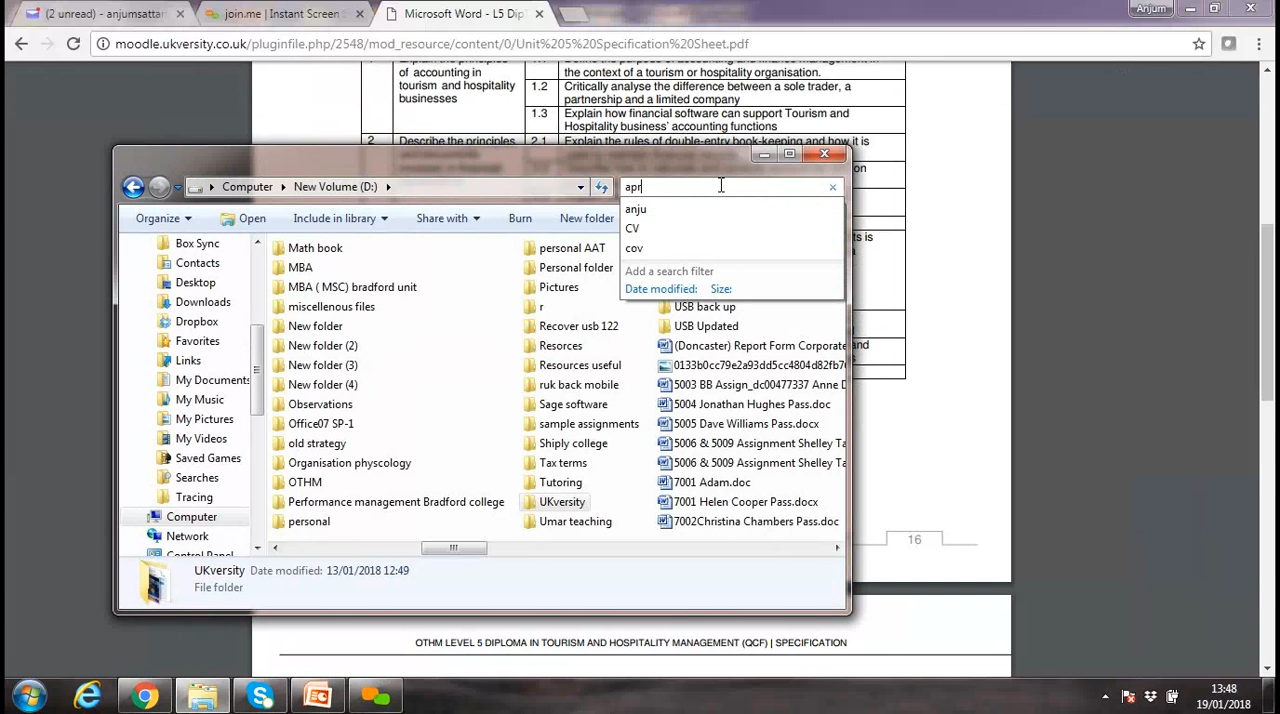 (2 unread) - anjumsattar
join.me | Instant Screen S
Microsoft Word - L5 Dip
Anjum
moodle.ukversity.co.uk/pluginfile.php/2548/mod_resource/content/0/Unit%205%20Specification%20Sheet.pdf
1 Explain the principles of accounting in tourism and hospitality businesses
1.1 Define the purpose of accounting and finance management in the context of a tourism or hospitality organisation.
1.2 Critically analyse the difference between a sole trader, a partnership and a limited company
1.3 Explain how financial software can support Tourism and Hospitality business' accounting functions
2 Describe the principles
2.1 Explain the rules of double-entry book-keeping and how it is
on
s is
and
s
Computer
New Volume (D:)
apr
anju
CV
cov
Add a search filter
Date modified: Size:
Organize
Open
Include in library
Share with
Burn
New folder
Box Sync
Contacts
Desktop
Downloads
Dropbox
Favorites
Links
My Documents
My Music
My Pictures
My Videos
Saved Games
Searches
Tracing
Computer
Network
Control Panel
Math book
MBA
MBA ( MSC) bradford unit
miscellenous files
New folder
New folder (2)
New folder (3)
New folder (4)
Observations
Office07 SP-1
old strategy
Organisation physcology
OTHM
Performance management Bradford college
personal
personal AAT
Personal folder
Pictures
r
Recover usb 122
Resorces
Resources useful
ruk back mobile
Sage software
sample assignments
Shiply college
Tax terms
Tutoring
UKversity
Umar teaching
USB back up
USB Updated
(Doncaster) Report Form Corporate
0133b0cc79e2a93dd5cc4804d82fb7
5003 BB Assign_dc00477337 Anne D
5004 Jonathan Hughes Pass.doc
5005 Dave Williams Pass.docx
5006 & 5009 Assignment Shelley Ta
5006 & 5009 Assignment Shelley Ta
7001 Adam.doc
7001 Helen Cooper Pass.docx
7002Christina Chambers Pass.doc
UKversity Date modified: 13/01/2018 12:49
File folder
16
OTHM LEVEL 5 DIPLOMA IN TOURISM AND HOSPITALITY MANAGEMENT (QCF) | SPECIFICATION
13:48
19/01/2018